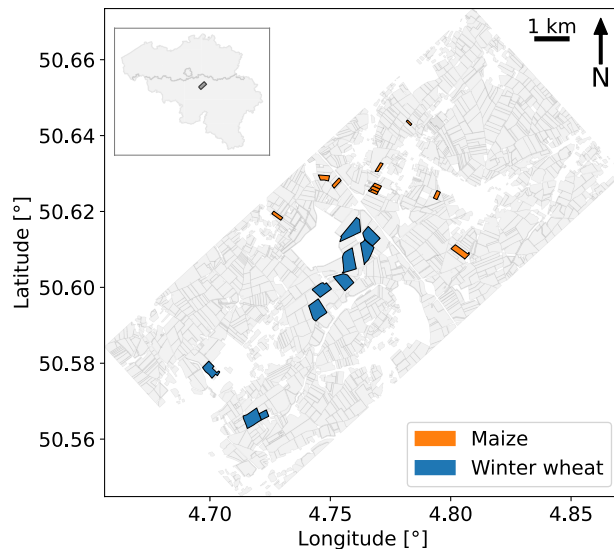 1 km
N
50.66
50.64
50.62
50.60
50.58
50.56
Latitude [°]
Maize
Winter wheat
4.70
4.75
4.80
4.85
Longitude [°]